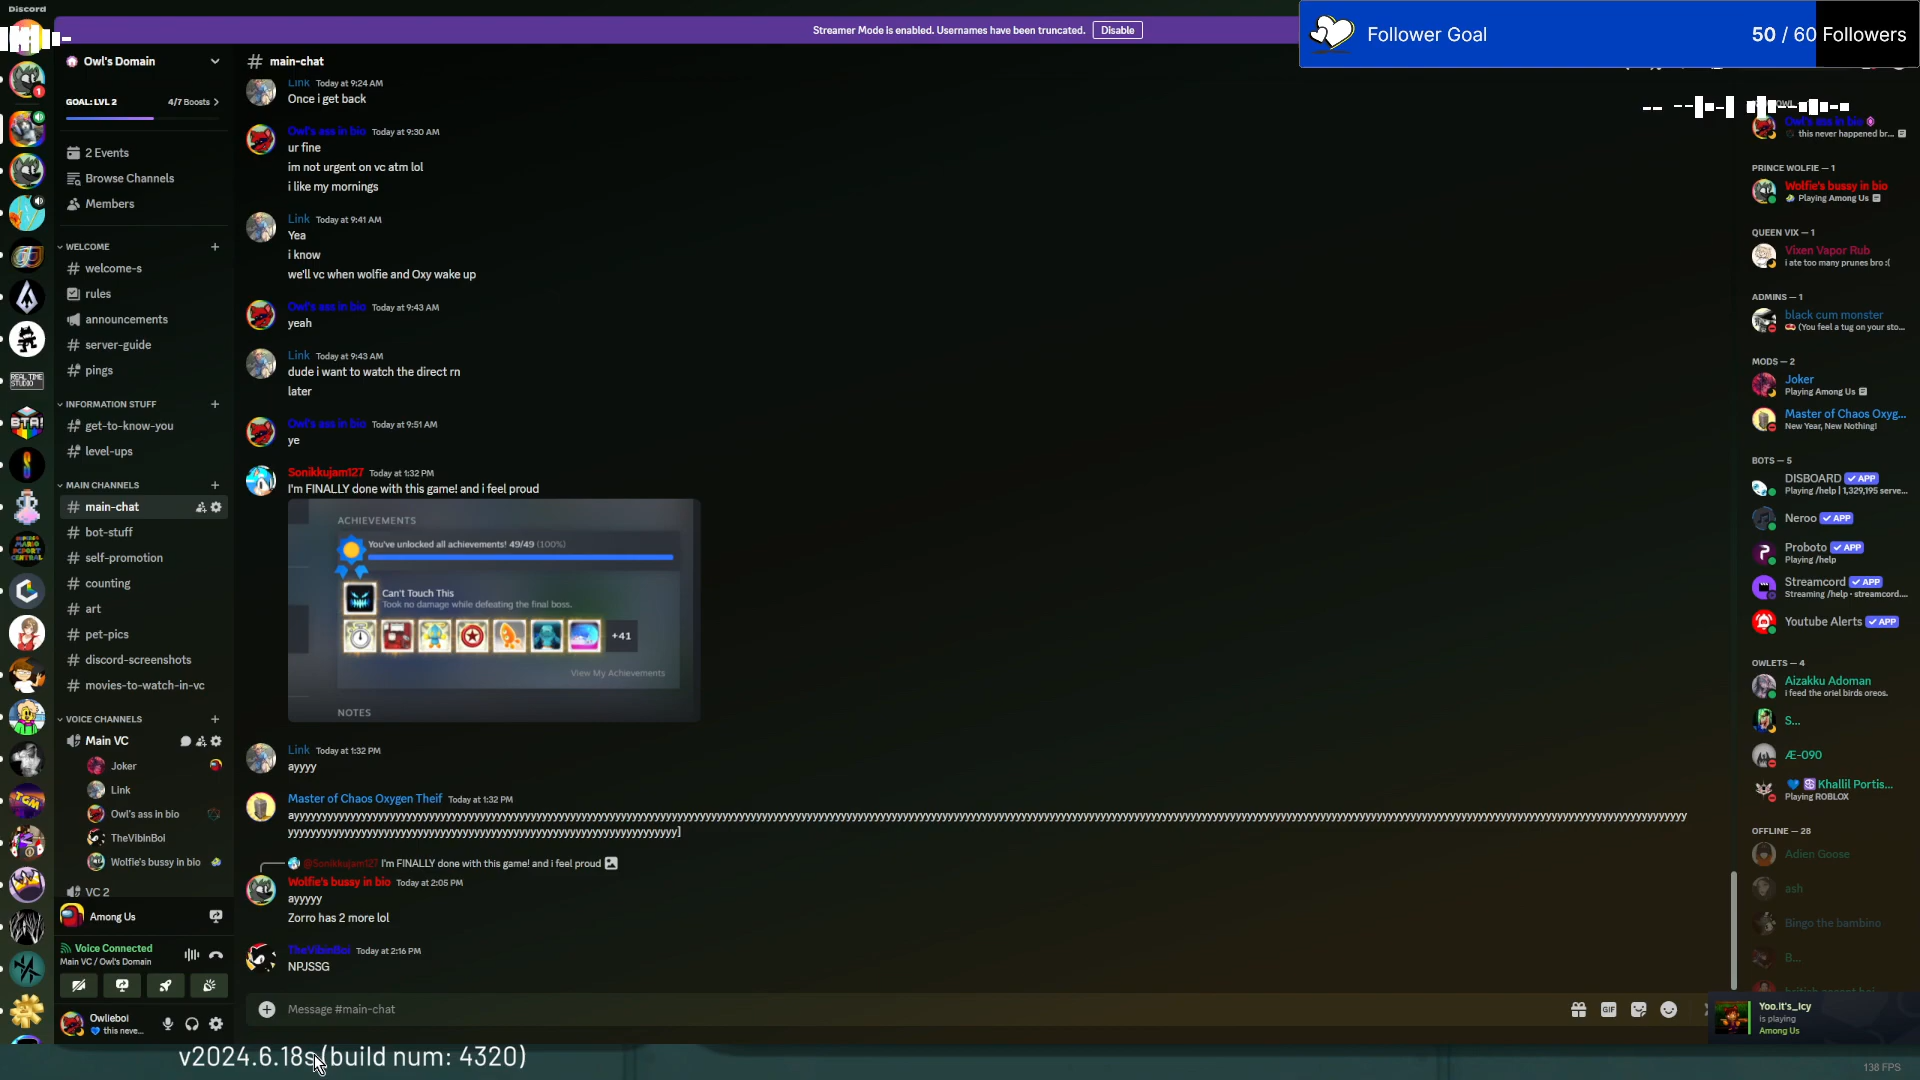 Discord
Streamer Mode is enabled. Usernames have been truncated.
Disable
Follower Goal
50 / 60 Followers
Owl's Domain
GOAL: LVL 2
4/7 Boosts
2 Events
Browse Channels
Members
WELCOME
welcome-s
rules
announcements
server-guide
pings
INFORMATION STUFF
get-to-know-you
level-ups
MAIN CHANNELS
main-chat
bot-stuff
self-promotion
counting
art
pet-pics
discord-screenshots
movies-to-watch-in-vc
VOICE CHANNELS
Main VC
Joker
Link
Owl's ass in bio
TheVibinBoi
Wolfie's bussy in bio
VC 2
Among Us
Voice Connected
Main VC / Owl's Domain
Owlieboi
this neve...
main-chat
Link Today at 9:24 AM
Once i get back
Owl's ass in bio Today at 9:30 AM
ur fine
im not urgent on vc atm lol
i like my mornings
Link Today at 9:41 AM
Yea
i know
we'll vc when wolfie and Oxy wake up
Owl's ass in bio Today at 9:43 AM
yeah
Link Today at 9:43 AM
dude i want to watch the direct rn
later
Owl's ass in bio Today at 9:51 AM
ye
Sonikkujam127 Today at 1:32 PM
I'm FINALLY done with this game! and i feel proud
ACHIEVEMENTS
You've unlocked all achievements! 49/49 (100%)
Can't Touch This
Took no damage while defeating the final boss.
+41
View My Achievements
NOTES
Link Today at 1:32 PM
ayyyy
Master of Chaos Oxygen Theif Today at 1:32 PM
@Sonikkujam127 I'm FINALLY done with this game! and i feel proud
Wolfie's bussy in bio Today at 2:05 PM
ayyyyy
Zorro has 2 more lol
TheVibinBoi Today at 2:16 PM
NPJSSG
Message #main-chat
GIF
Owl's ass in bio
this never happened br...
PRINCE WOLFIE — 1
Wolfie's bussy in bio
Playing Among Us
QUEEN VIX — 1
Vixen Vapor Rub
i ate too many prunes bro :(
ADMINS — 1
black cum monster
(You feel a tug on your sto...
MODS — 2
Joker
Playing Among Us
Master of Chaos Oxyg...
New Year, New Nothing!
BOTS — 5
DISBOARD APP
Playing /help | 1,329,195 serve...
Neroo APP
Proboto APP
Playing /help
Streamcord APP
Streaming /help · streamcord....
Youtube Alerts APP
OWLETS — 4
Aizakku Adoman
i feed the oriel birds oreos.
S...
Æ-090
Khallil Portis...
Playing ROBLOX
OFFLINE — 28
Adien Goose
ash
Bingo the bambino
B...
Yoo.It's_Icy
is playing
Among Us
v2024.6.18s(build num: 4320)
138 FPS